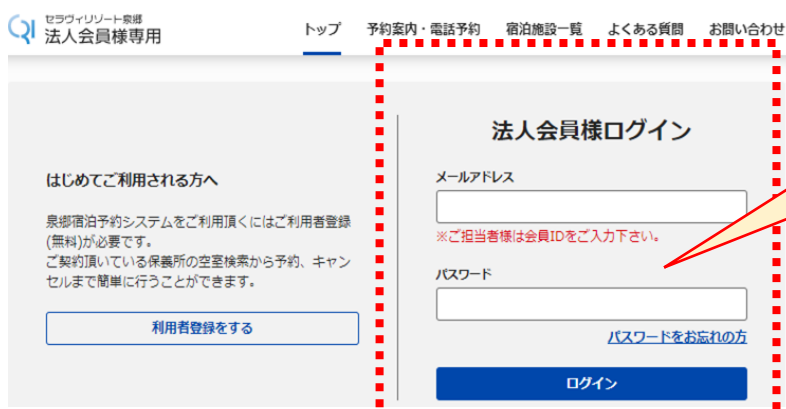 セラヴィリゾート泉郷
法人会員様専用
トップ 予約案内・電話予約 宿泊施設一覧 よくある質問 お問い合わせ
はじめてご利用される方へ
泉郷宿泊予約システムをご利用頂くにはご利用者登録
(無料)が必要です。
ご契約頂いている保養所の空室検索から予約、キャン
セルまで簡単に行うことができます。
利用者登録をする
法人会員様ログイン
メールアドレス
※ご担当者様は会員IDをご入力下さい。
パスワード
パスワードをお忘れの方
ログイン